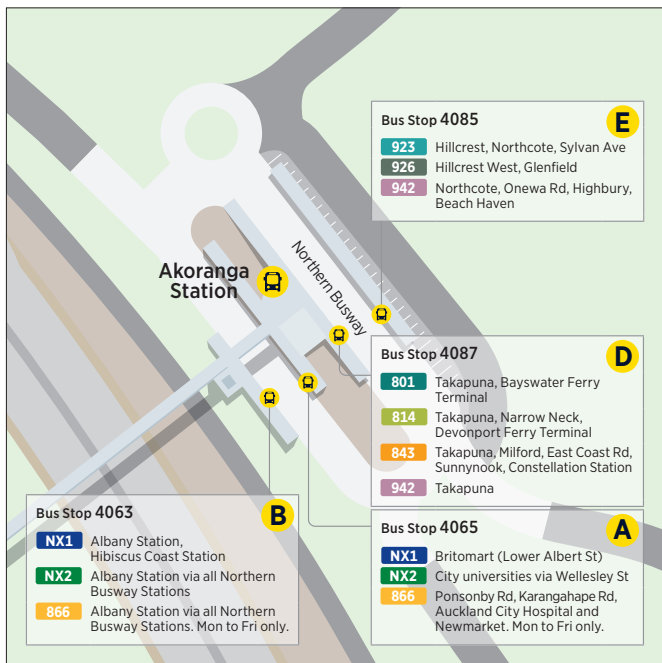 Bus Stop 4085
E
923 Hillcrest, Northcote, Sylvan Ave
926 Hillcrest West, Glenfield
942 Northcote, Onewa Rd, Highbury,
Beach Haven
Akoranga
Station
Northern Busway
Bus Stop 4087
D
801 Takapuna, Bayswater Ferry
Terminal
814 Takapuna, Narrow Neck,
Devonport Ferry Terminal
843 Takapuna, Milford, East Coast Rd,
Sunnynook, Constellation Station
942 Takapuna
Bus Stop 4063
B
NX1 Albany Station,
Hibiscus Coast Station
NX2 Albany Station via all Northern
Busway Stations
866 Albany Station via all Northern
Busway Stations. Mon to Fri only.
Bus Stop 4065
A
NX1 Britomart (Lower Albert St)
NX2 City universities via Wellesley St
866 Ponsonby Rd, Karangahape Rd,
Auckland City Hospital and
Newmarket. Mon to Fri only.